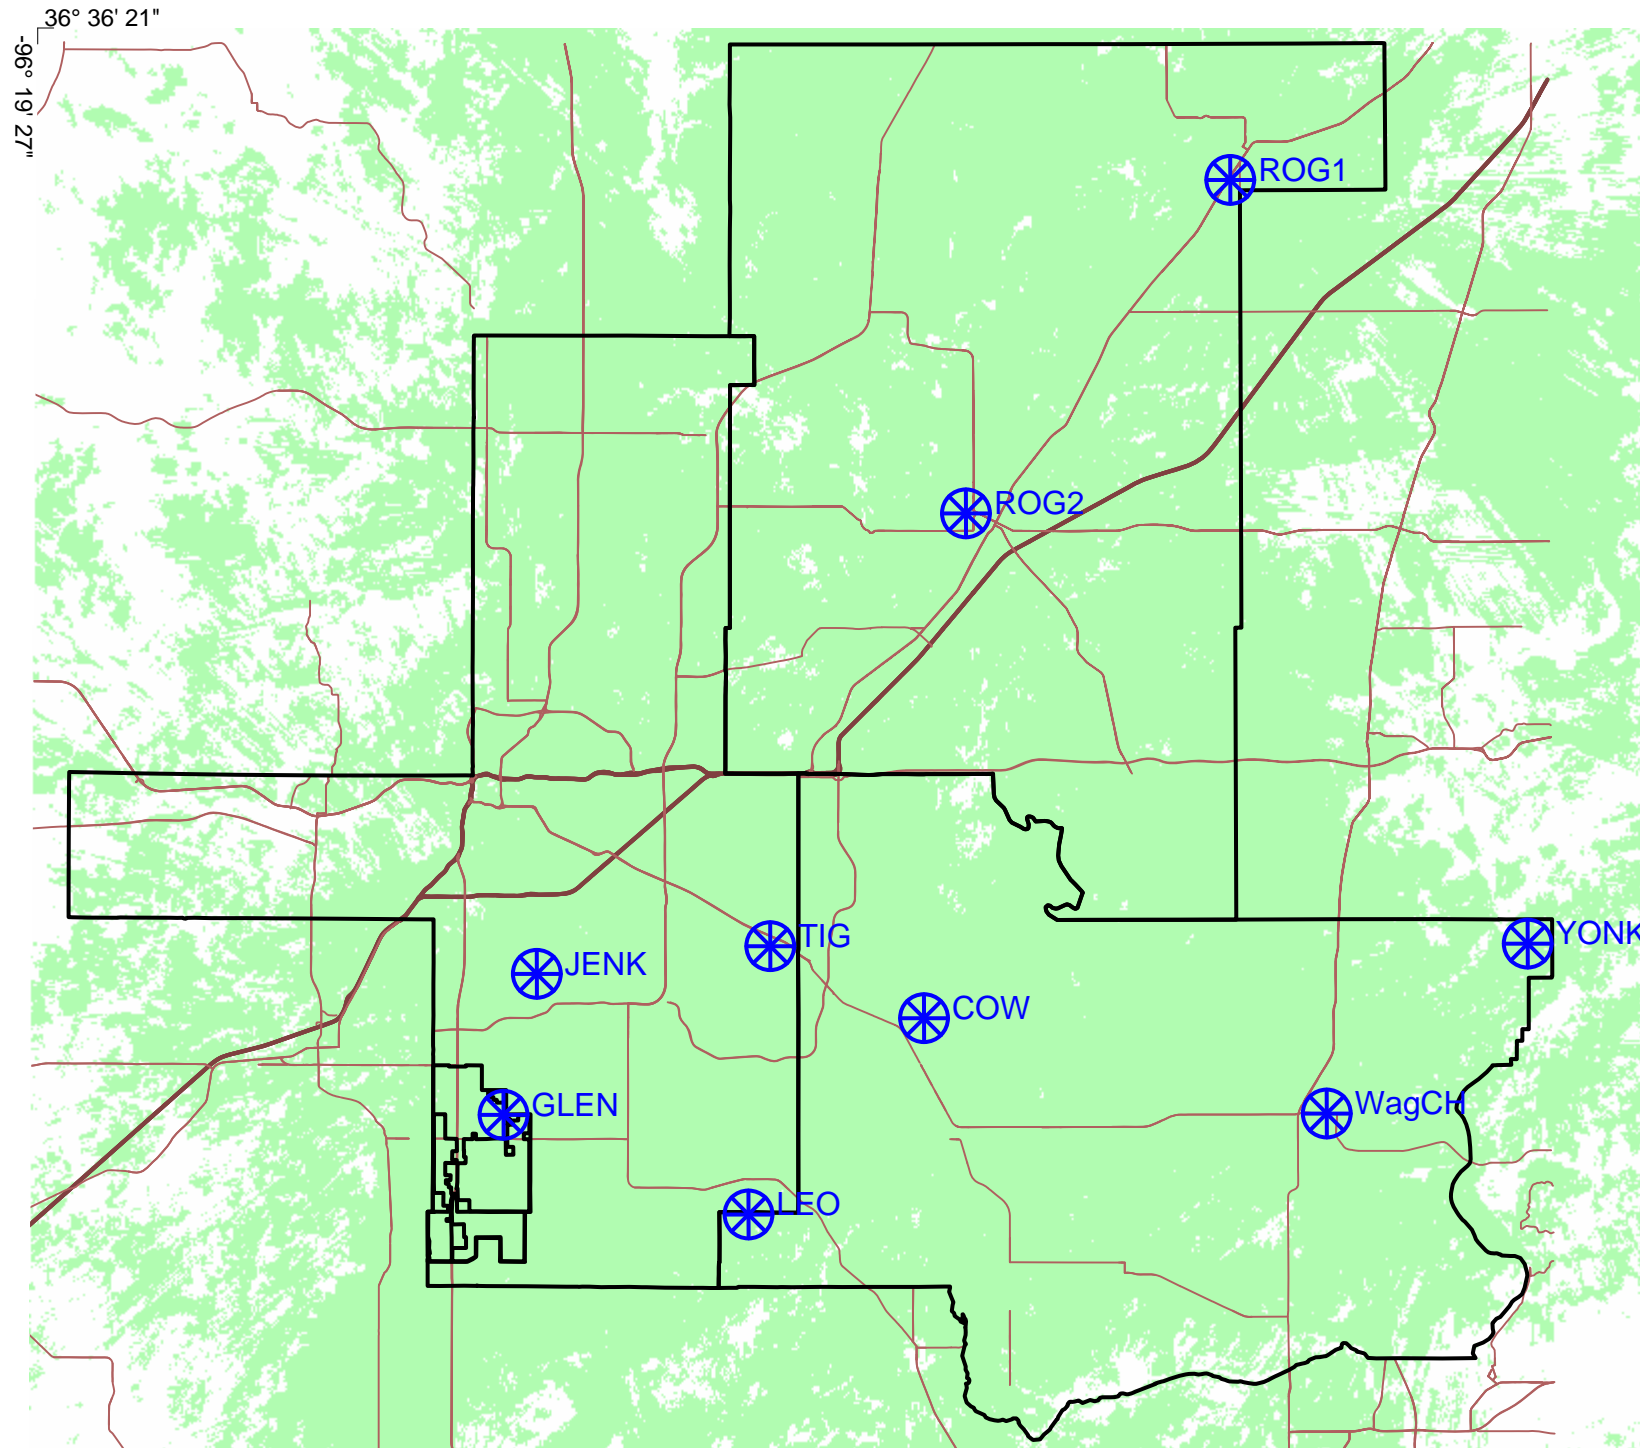 36° 36' 21"
-96° 19' 27"
ROG1
ROG2
TIG
YONK
JENK
COW
GLEN
WagCH
LEO